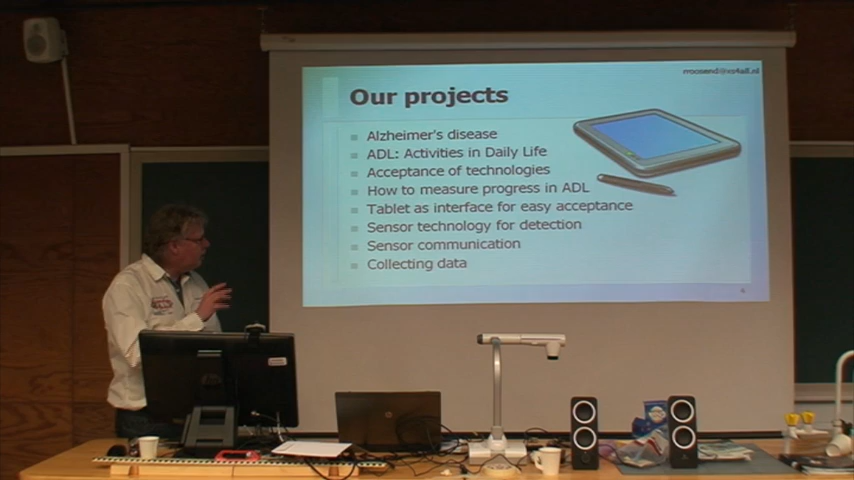 Our projects
Alzheimer's disease
ADL: Activities in Daily Life
Acceptance of technologies
How to measure progress in ADL
Tablet as interface for easy acceptance
Sensor technology for detection
Sensor communication
Collecting data